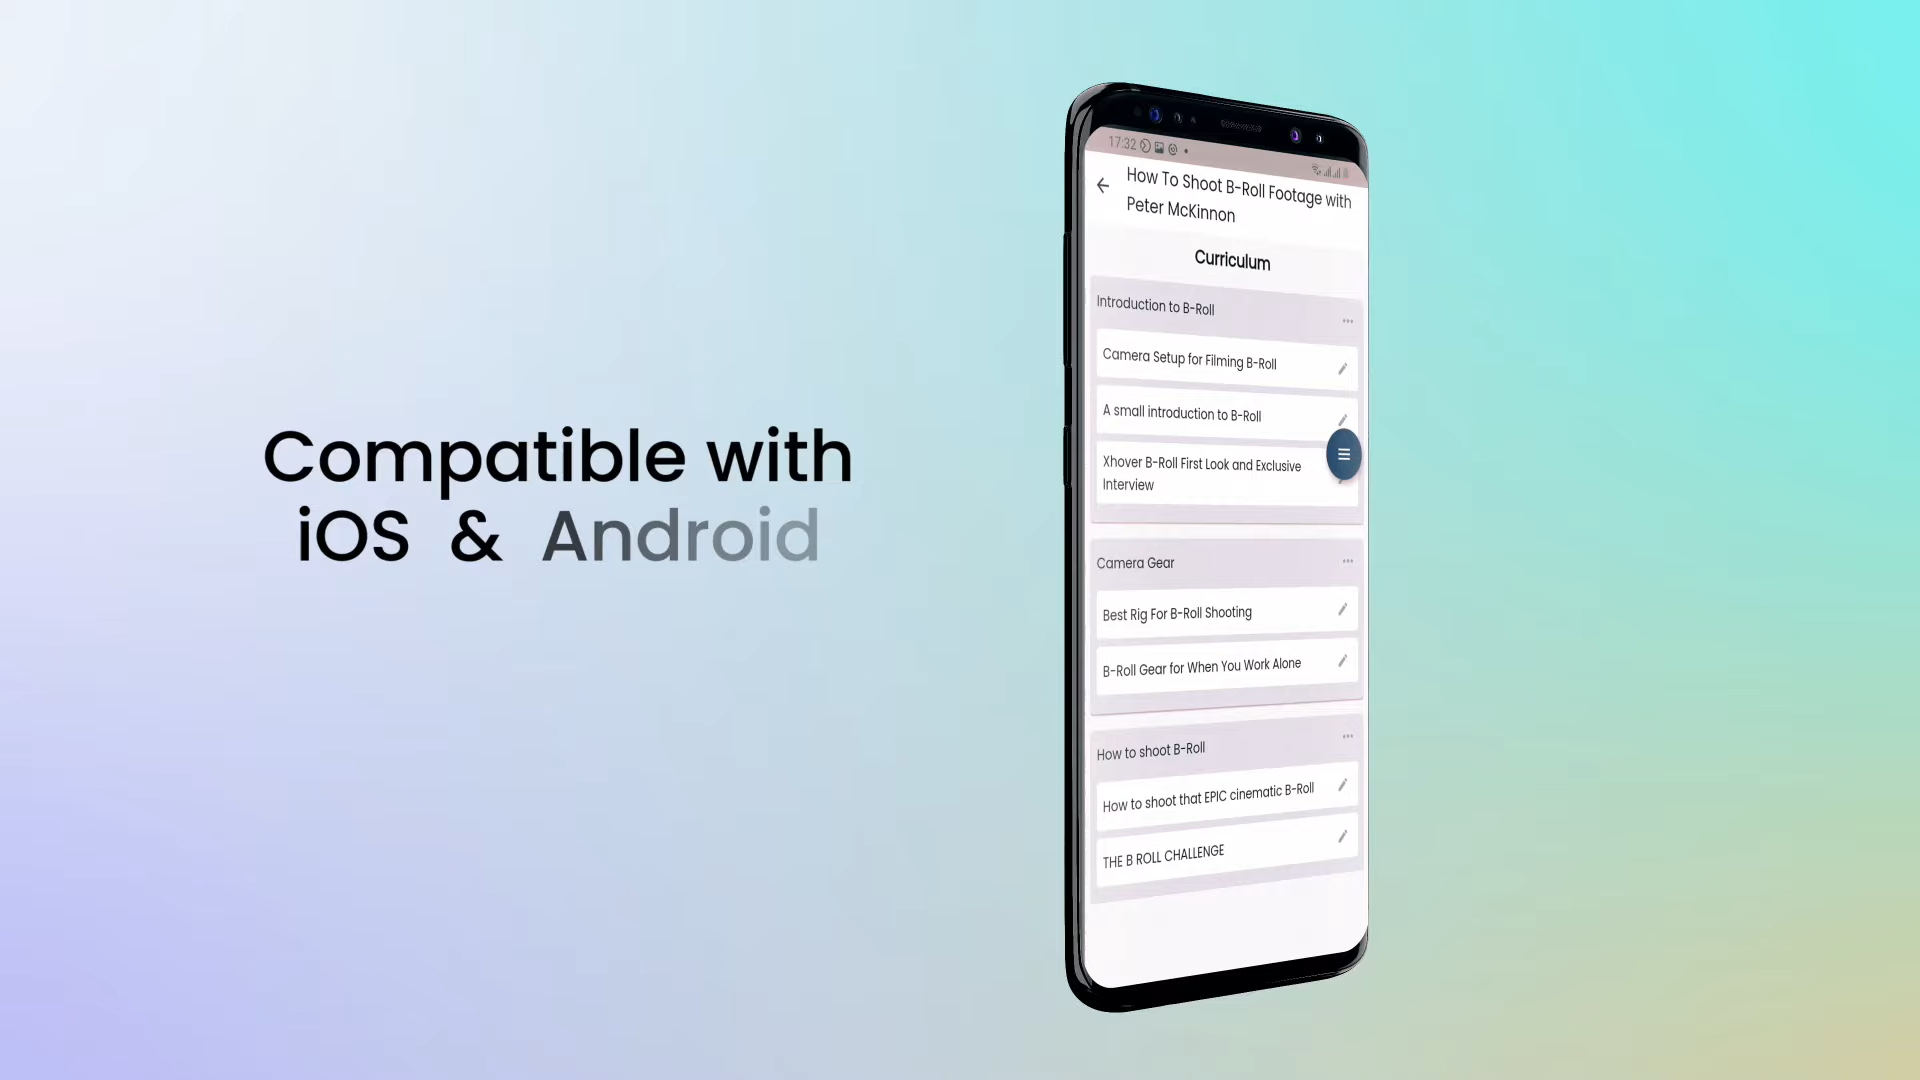 Compatible with
iOS & Android
17:32
How To Shoot B-Roll Footage with
Peter McKinnon
Curriculum
Introduction to B-Roll
Camera Setup for Filming B-Roll
A small introduction to B-Roll
Xhover B-Roll First Look and Exclusive
Interview
Camera Gear
Best Rig For B-Roll Shooting
B-Roll Gear for When You Work Alone
How to shoot B-Roll
How to shoot that EPIC cinematic B-Roll
THE B ROLL CHALLENGE